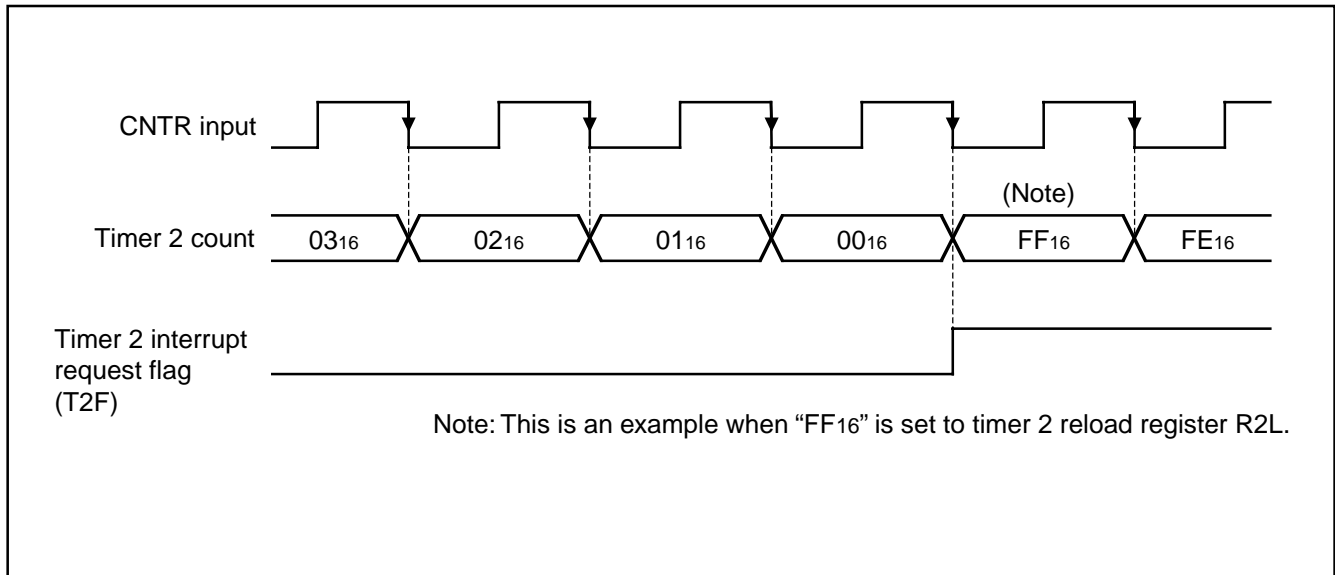 CNTR input
(Note)
Timer 2 count
0316 0216 0116 0016 FF16 FE16
Timer 2 interrupt
request flag
(T2F)
Note: This is an example when “FF16” is set to timer 2 reload register R2L.